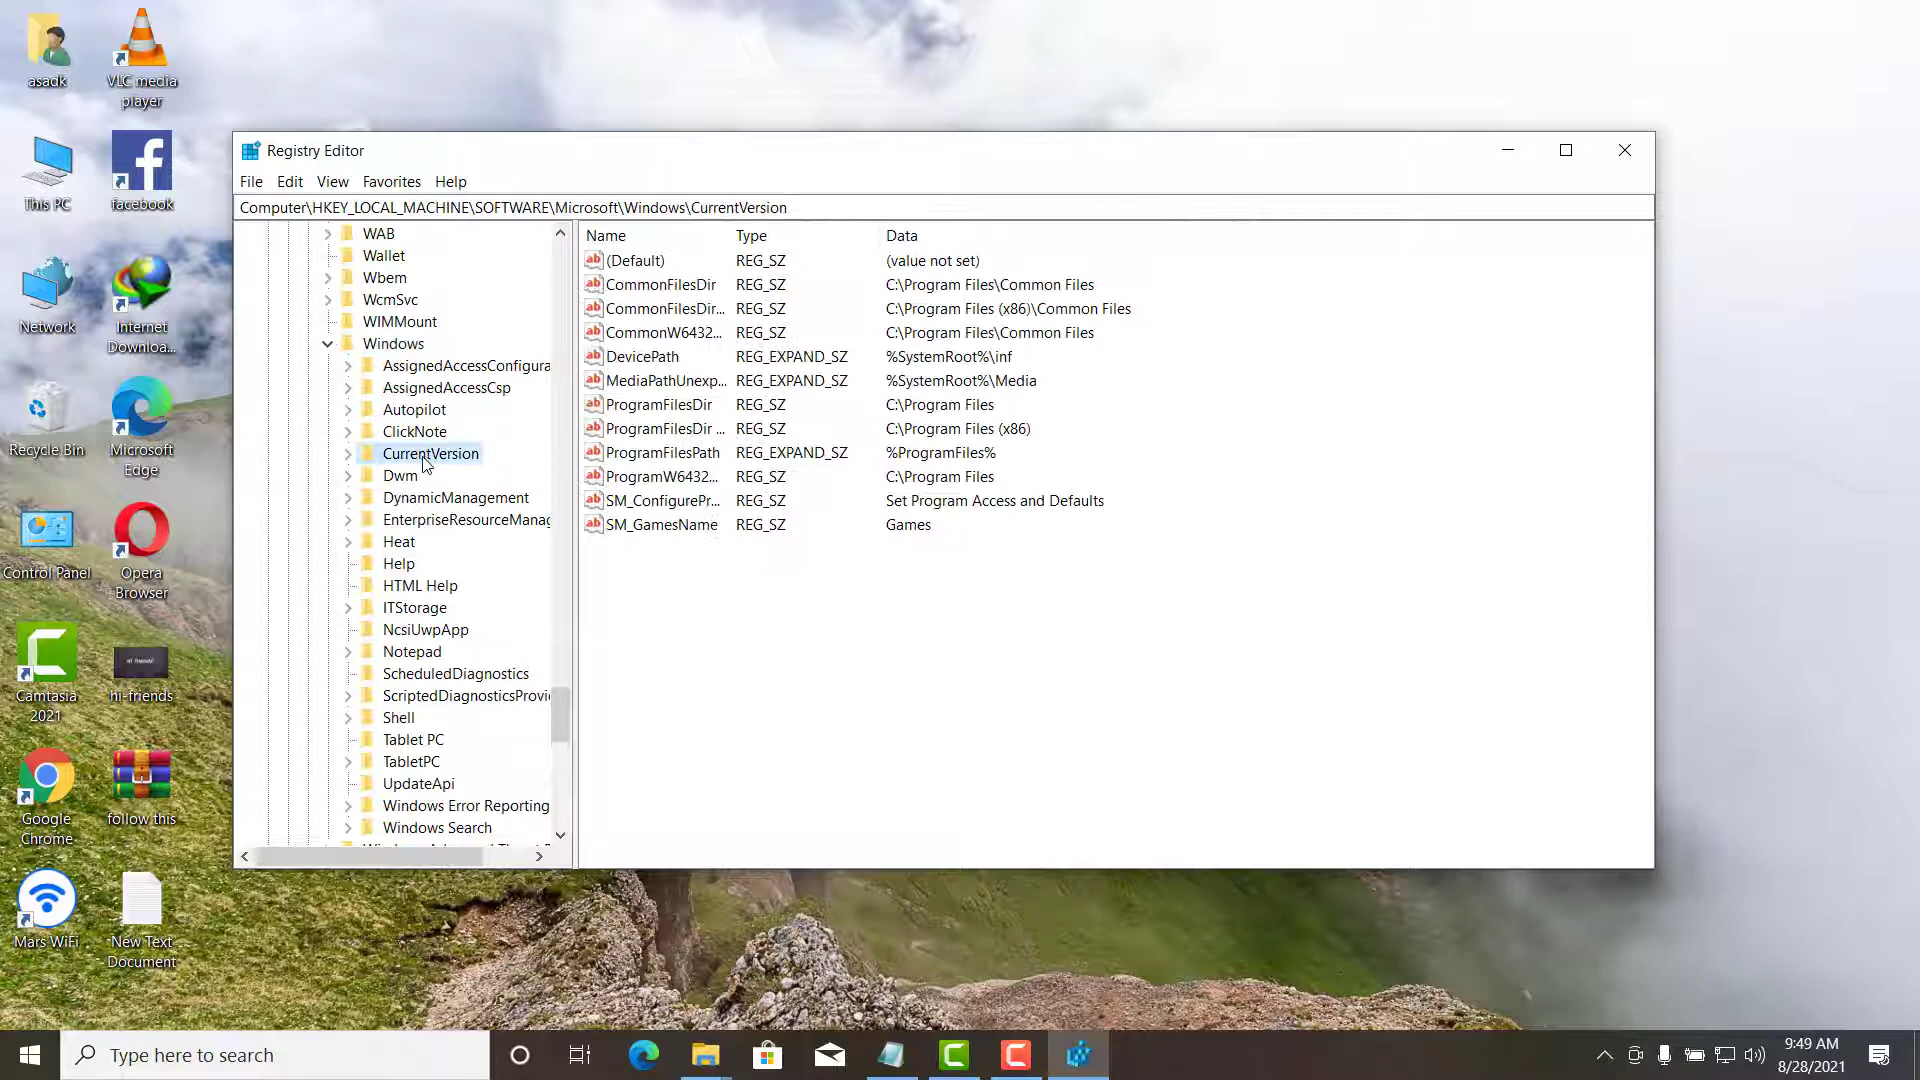 asadk
VLC media
player
This PC
facebook
Network
Internet
Downloa...
Recycle Bin
Microsoft
Edge
Control Panel
Opera
Browser
Camtasia
2021
hi friends!
hi-friends
Google
Chrome
follow this
Mars WiFi
New Text
Document
Registry Editor
File Edit View Favorites Help
Computer\HKEY_LOCAL_MACHINE\SOFTWARE\Microsoft\Windows\CurrentVersion
WAB
Wallet
Wbem
WcmSvc
WIMMount
Windows
AssignedAccessConfigura
AssignedAccessCsp
Autopilot
ClickNote
CurrentVersion
Dwm
DynamicManagement
EnterpriseResourceManag
Heat
Help
HTML Help
ITStorage
NcsiUwpApp
Notepad
ScheduledDiagnostics
ScriptedDiagnosticsProvi
Shell
Tablet PC
TabletPC
UpdateApi
Windows Error Reporting
Windows Search
Name Type Data
(Default) REG_SZ (value not set)
CommonFilesDir REG_SZ C:\Program Files\Common Files
CommonFilesDir... REG_SZ C:\Program Files (x86)\Common Files
CommonW6432... REG_SZ C:\Program Files\Common Files
DevicePath REG_EXPAND_SZ %SystemRoot%\inf
MediaPathUnexp... REG_EXPAND_SZ %SystemRoot%\Media
ProgramFilesDir REG_SZ C:\Program Files
ProgramFilesDir ... REG_SZ C:\Program Files (x86)
ProgramFilesPath REG_EXPAND_SZ %ProgramFiles%
ProgramW6432... REG_SZ C:\Program Files
SM_ConfigurePr... REG_SZ Set Program Access and Defaults
SM_GamesName REG_SZ Games
Type here to search
9:49 AM
8/28/2021